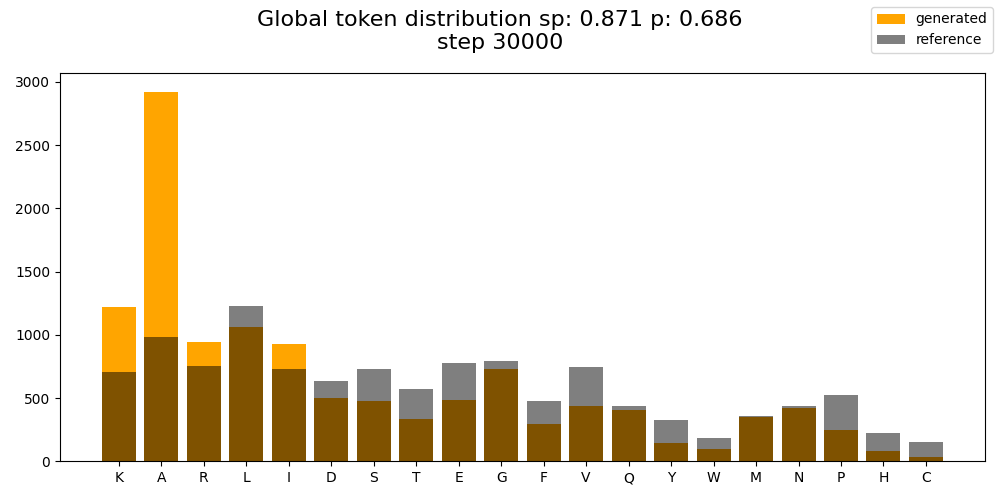 Global token distribution sp: 0.871 p: 0.686
step 30000
generated
reference
3000
2500
2000
1500
1000
500
0
K A R L I D S T E G F V Q Y W M N P H C